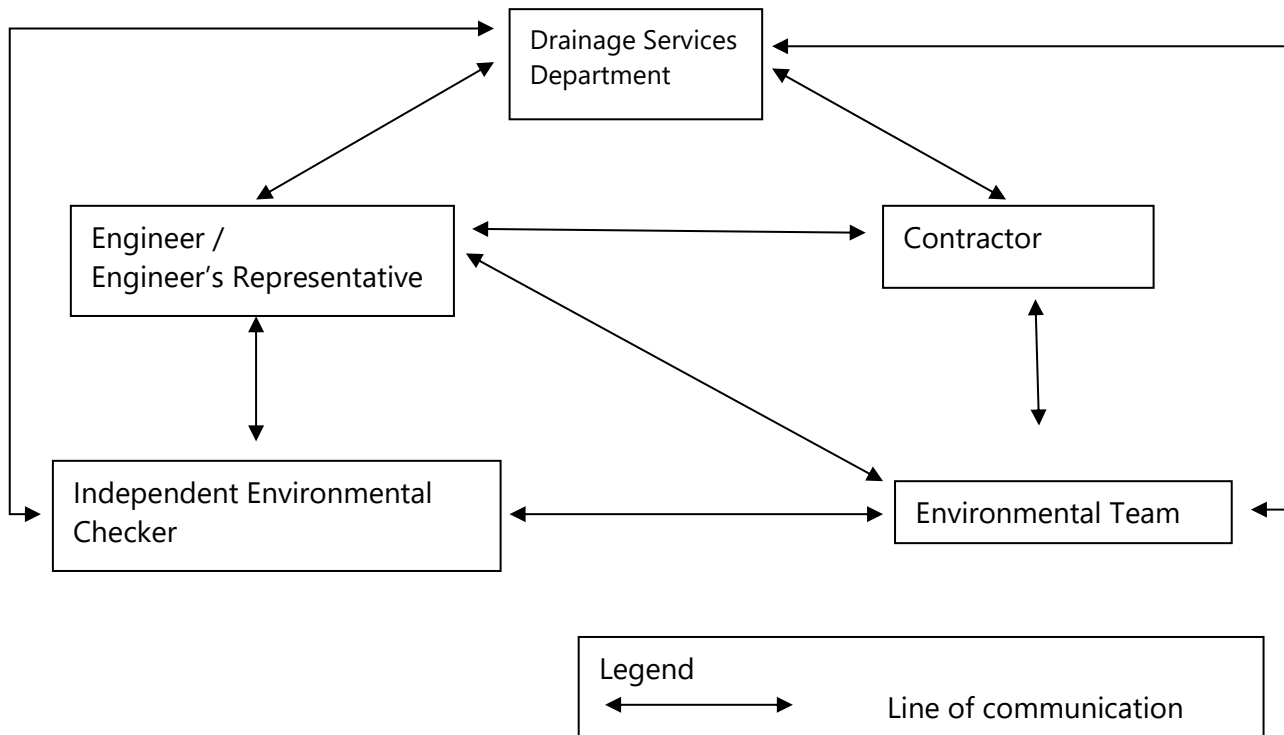 Drainage Services
Department
Engineer /
Engineer’s Representative
Contractor
Independent Environmental
Checker
Environmental Team
Legend
Line of communication